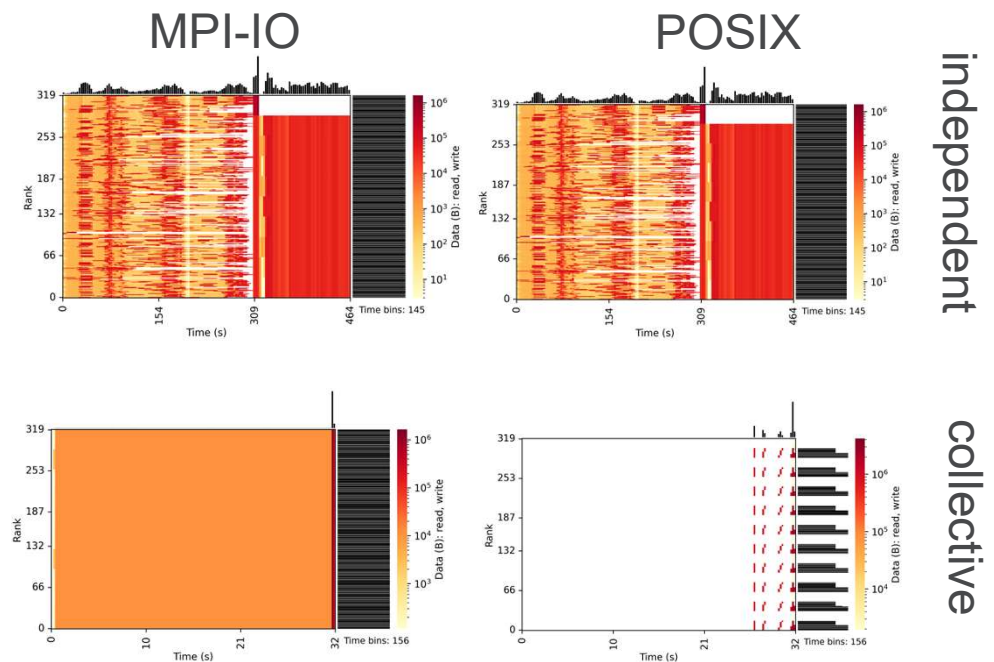 MPI-IO
POSIX
independent
319
253
187
132
66
0
Rank
0
154
309
464
Time (s)
Time bins: 145
10⁶
10⁵
10⁴
10³
10²
10¹
Data (B): read, write
319
253
187
132
66
0
Rank
0
154
309
464
Time (s)
Time bins: 145
10⁶
10⁵
10⁴
10³
10²
10¹
Data (B): read, write
collective
319
253
187
132
66
0
Rank
0
10
21
32
Time (s)
Time bins: 156
10⁶
10⁵
10⁴
10³
Data (B): read, write
319
253
187
132
66
0
Rank
0
10
21
32
Time (s)
Time bins: 156
10⁶
10⁵
10⁴
Data (B): read, write